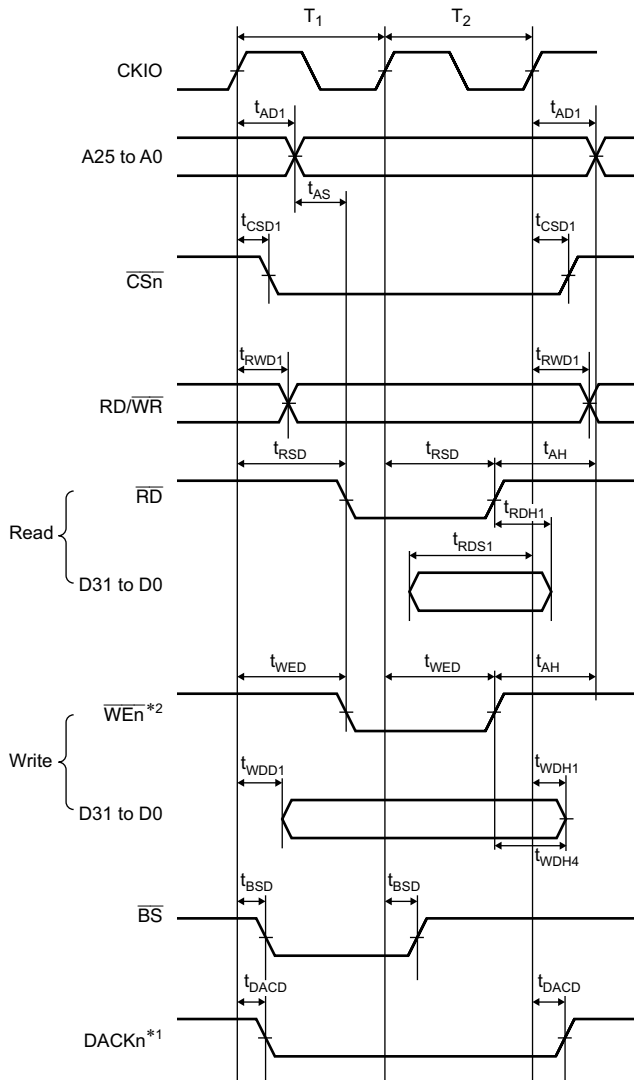 T1 T2
CKIO
tAD1 tAD1
A25 to A0
tAS
tCSD1 tCSD1
CSn
tRWD1 tRWD1
RD/WR
tRSD tRSD tAH
RD
tRDH1
Read
tRDS1
D31 to D0
tWED tWED tAH
WEn*2
Write
tWDD1 tWDH1
D31 to D0
tWDH4
tBSD tBSD
BS
tDACD tDACD
DACKn*1